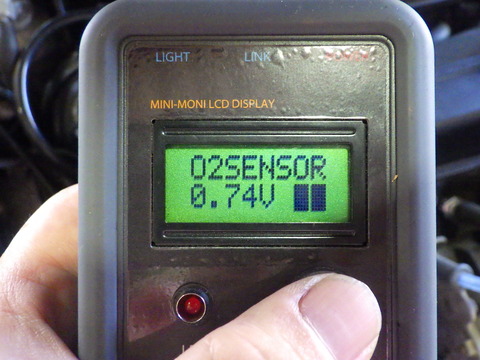 LIGHT LINK
MINI-MONI LCD DISPLAY
O2SENSOR
0.74V